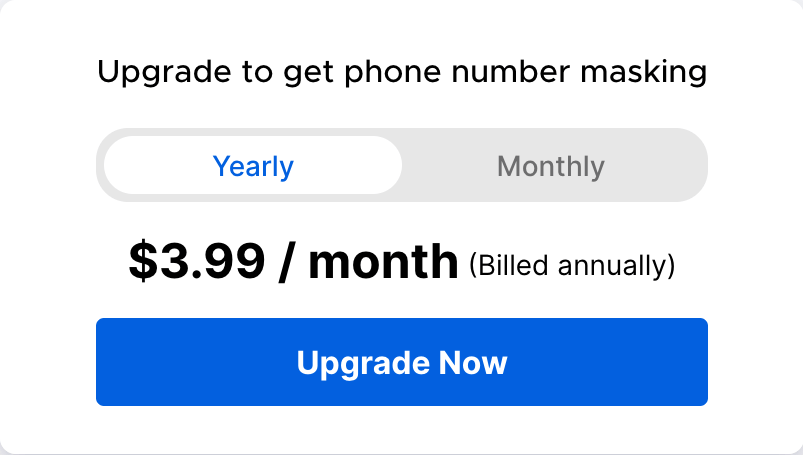 Upgrade to get phone number masking
Yearly Monthly
$3.99 / month (Billed annually)
Upgrade Now